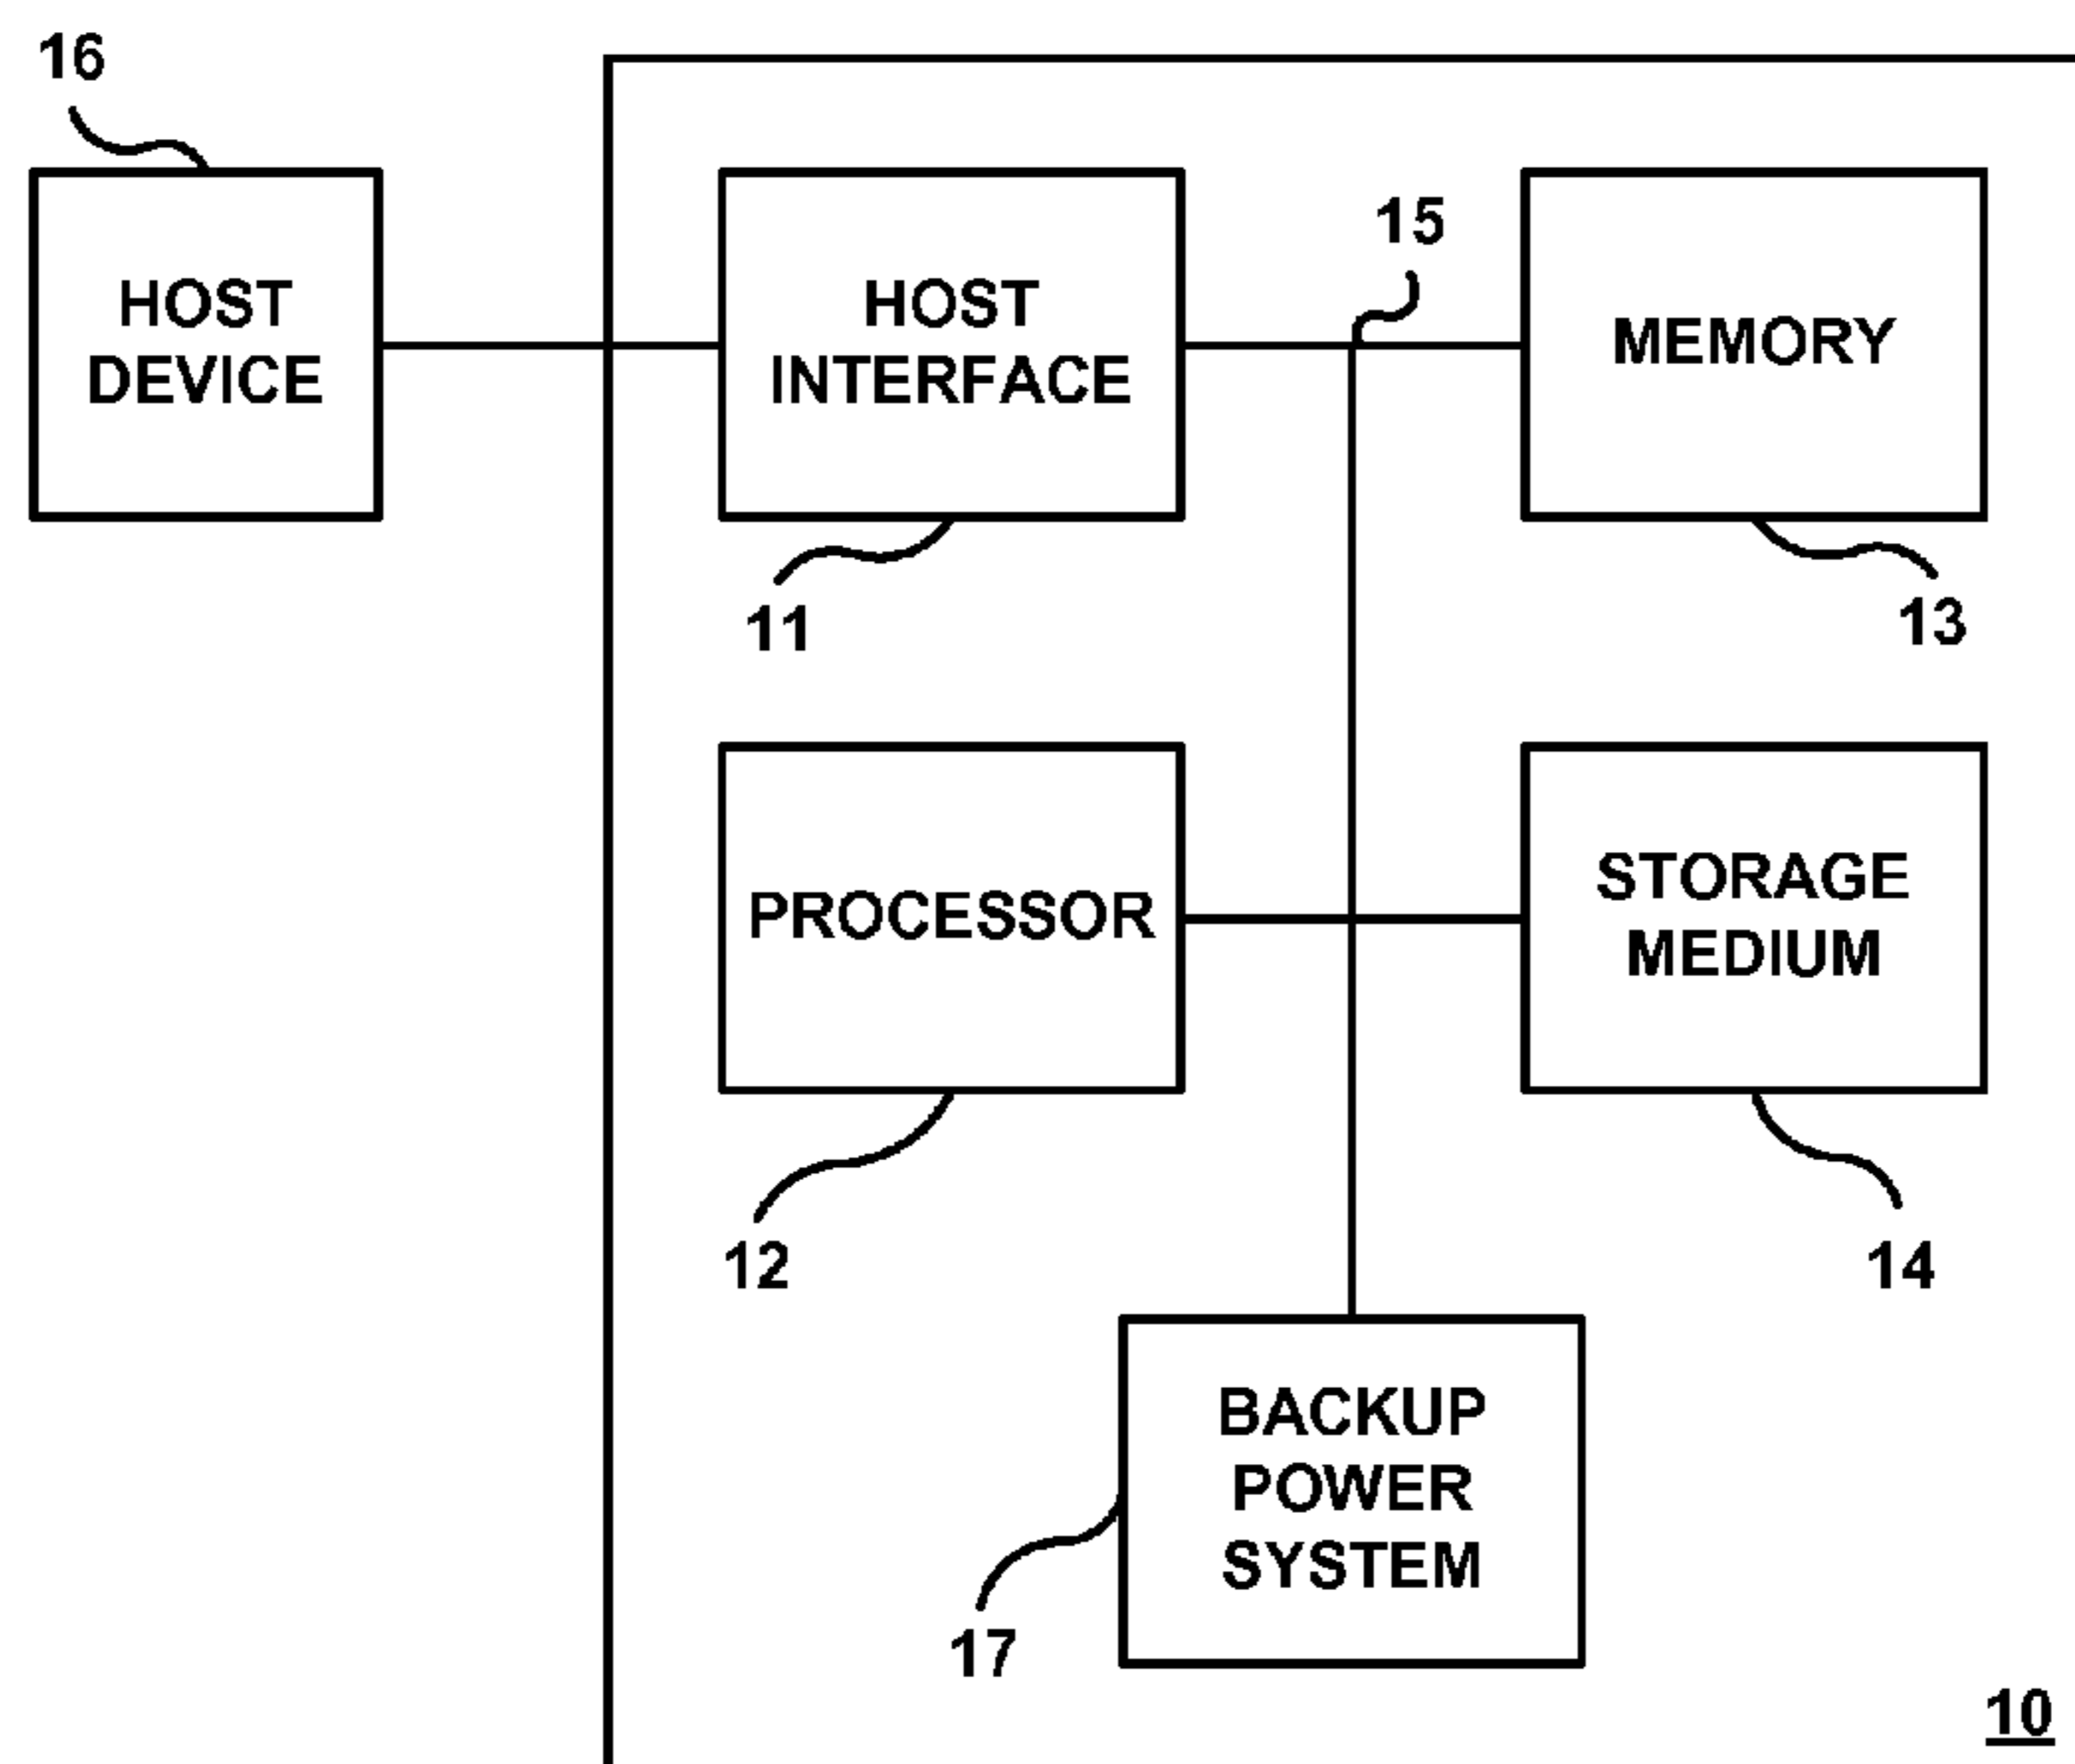 16
15
HOST
DEVICE
HOST
INTERFACE
MEMORY
11
13
PROCESSOR
STORAGE
MEDIUM
12
14
BACKUP
POWER
SYSTEM
17
10